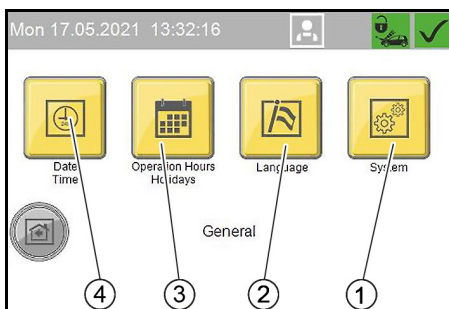 Mon 17.05.2021 13:32:16
24h
Date
Time
Operation Hours
Holidays
Language
System
General
4
3
2
1